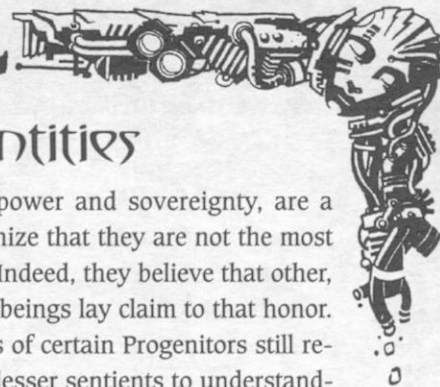 ntities
power and sovereignty, are a
nize that they are not the most
Indeed, they believe that other,
beings lay claim to that honor.
s of certain Progenitors still re-
lesser sentients to understand-